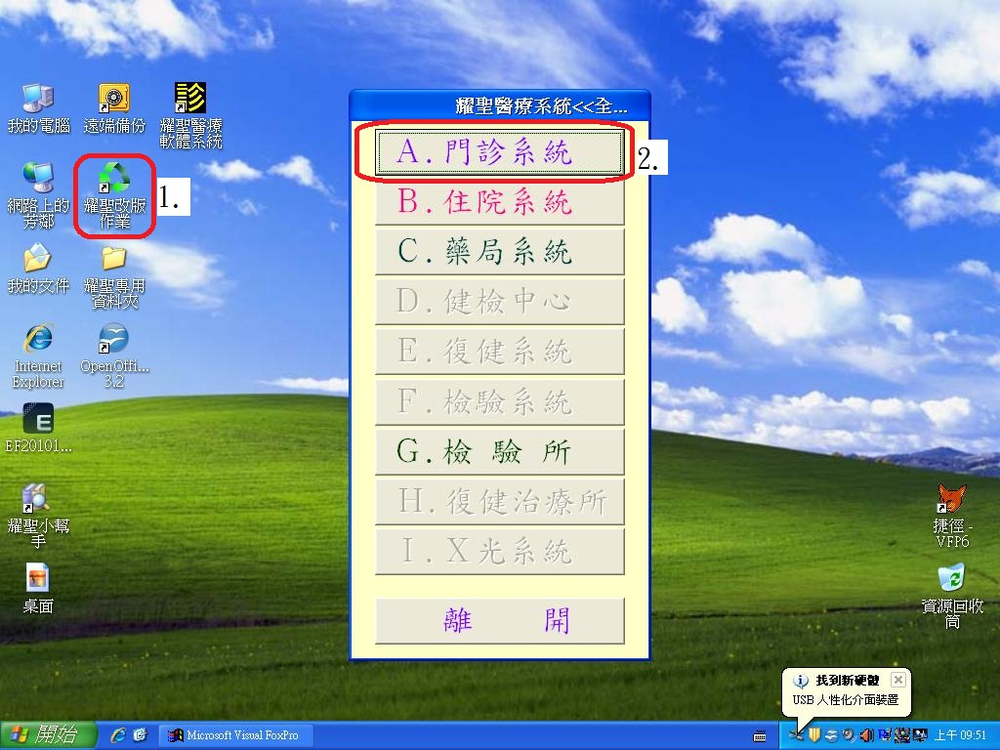 我的電腦
遠端備份
耀聖醫療
軟體系統
網路上的
芳鄰
耀聖改版
作業
1.
我的文件
耀聖專用
資料夾
Internet
Explorer
OpenOffi...
3.2
E
EF20101...
耀聖小幫
手
桌面
診
耀聖醫療系統<<全...
A.門診系統
2.
B.住院系統
C.藥局系統
D.健檢中心
E.復健系統
F.檢驗系統
G.檢 驗 所
H.復健治療所
I.X光系統
離 開
捷徑 -
VFP6
資源回收
筒
找到新硬體
USB 人性化介面裝置
開始
Microsoft Visual FoxPro
上午 09:51